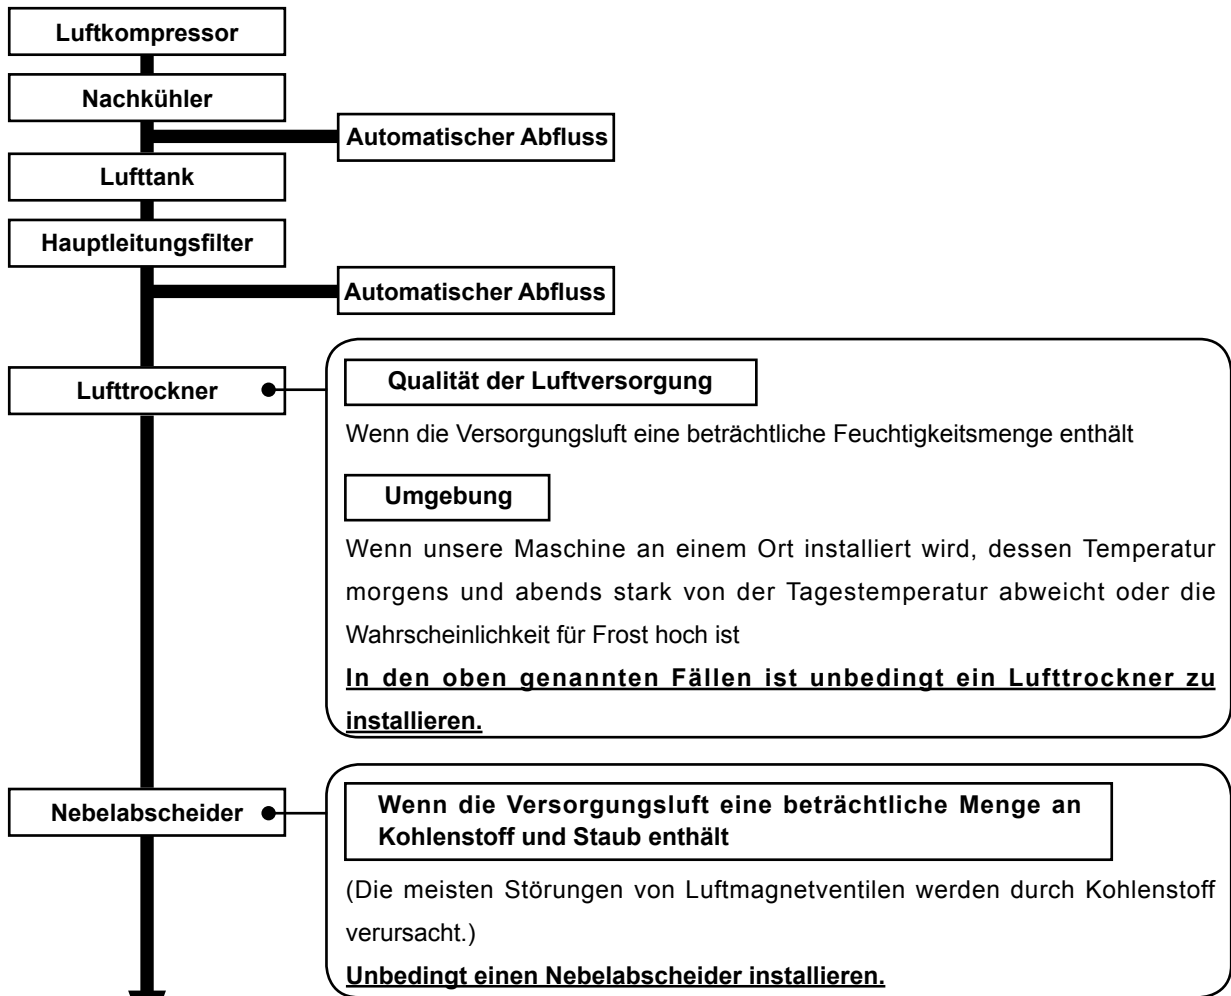 Luftkompressor
Nachkühler
Automatischer Abfluss
Lufttank
Hauptleitungsfilter
Automatischer Abfluss
Lufttrockner
Qualität der Luftversorgung
Wenn die Versorgungsluft eine beträchtliche Feuchtigkeitsmenge enthält
Umgebung
Wenn unsere Maschine an einem Ort installiert wird, dessen Temperatur
morgens und abends stark von der Tagestemperatur abweicht oder die
Wahrscheinlichkeit für Frost hoch ist
In den oben genannten Fällen ist unbedingt ein Lufttrockner zu
installieren.
Nebelabscheider
Wenn die Versorgungsluft eine beträchtliche Menge an
Kohlenstoff und Staub enthält
(Die meisten Störungen von Luftmagnetventilen werden durch Kohlenstoff
verursacht.)
Unbedingt einen Nebelabscheider installieren.